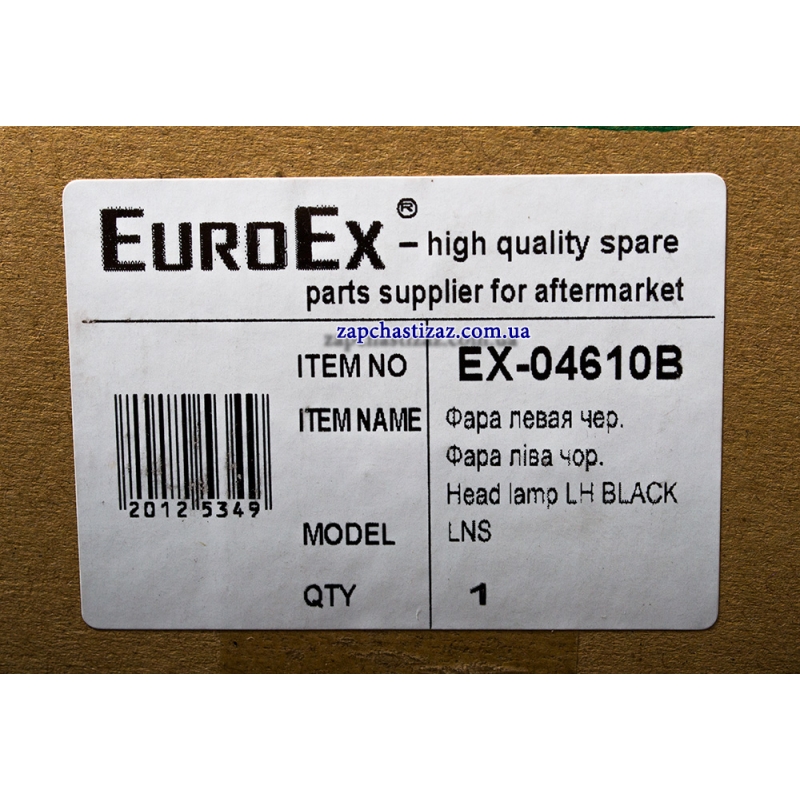 EUROEX® – high quality spare
parts supplier for aftermarket
zapchastizaz.com.ua
ITEM NO EX-04610B
ITEM NAME Фара левая чер.
Фара ліва чор.
Head lamp LH BLACK
MODEL LNS
QTY 1
2012 5349